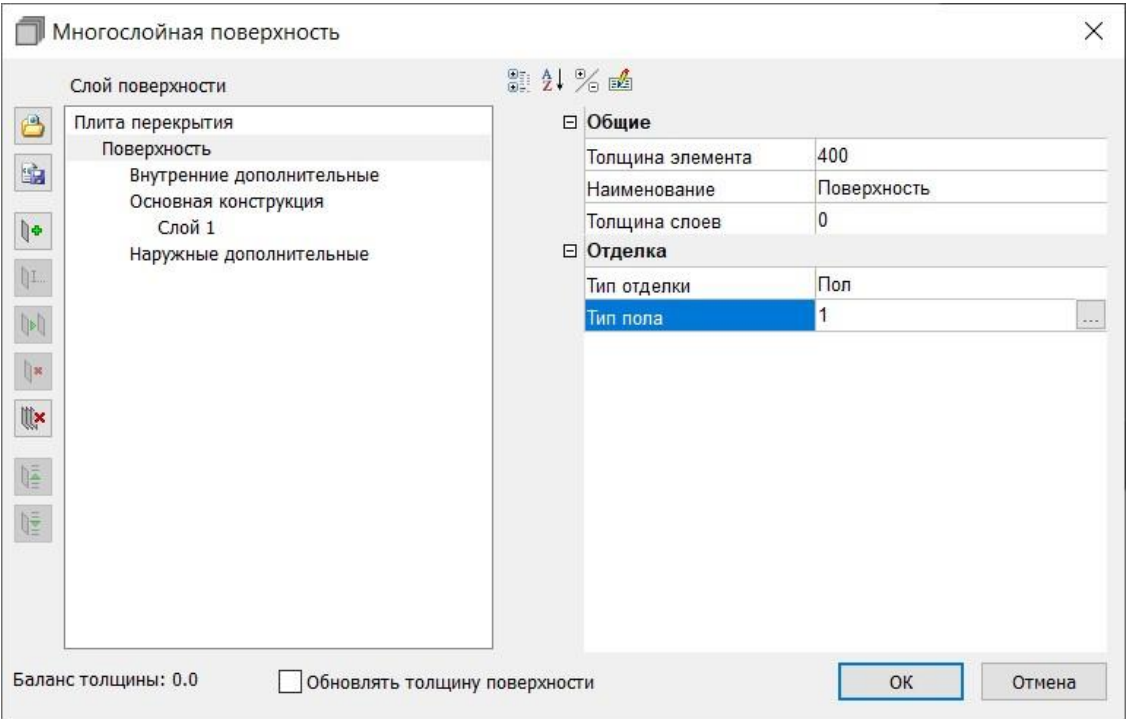 Многослойная поверхность
Слой поверхности
Плита перекрытия
Поверхность
Внутренние дополнительные
Основная конструкция
Слой 1
Наружные дополнительные
Общие
Толщина элемента 400
Наименование Поверхность
Толщина слоев 0
Отделка
Тип отделки Пол
Тип пола 1 ...
Баланс толщины: 0.0 Обновлять толщину поверхности ОК Отмена